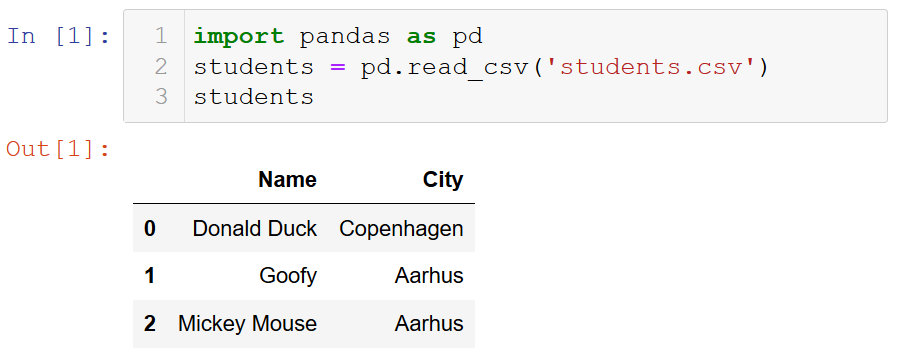 In [1]:
1 import pandas as pd
2 students = pd.read_csv('students.csv')
3 students
Out[1]:
Name City
0 Donald Duck Copenhagen
1 Goofy Aarhus
2 Mickey Mouse Aarhus